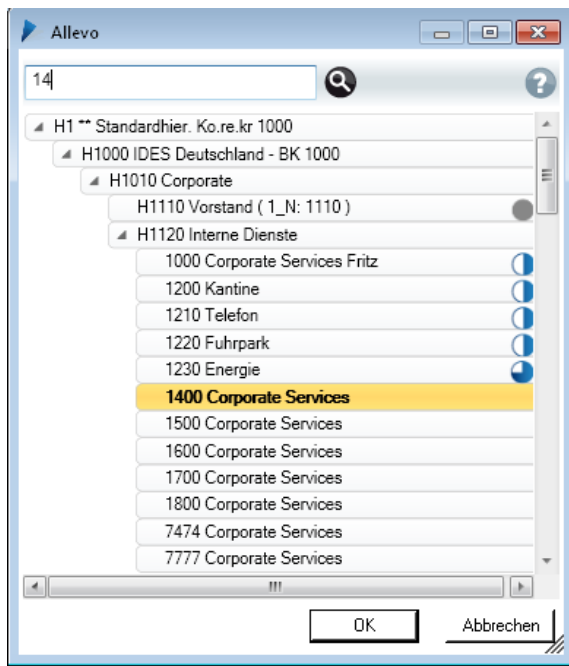 Allevo
14
H1 ** Standardhier. Ko.re.kr 1000
H1000 IDES Deutschland - BK 1000
H1010 Corporate
H1110 Vorstand ( 1_N: 1110 )
H1120 Interne Dienste
1000 Corporate Services Fritz
1200 Kantine
1210 Telefon
1220 Fuhrpark
1230 Energie
1400 Corporate Services
1500 Corporate Services
1600 Corporate Services
1700 Corporate Services
1800 Corporate Services
7474 Corporate Services
7777 Corporate Services
OK Abbrechen